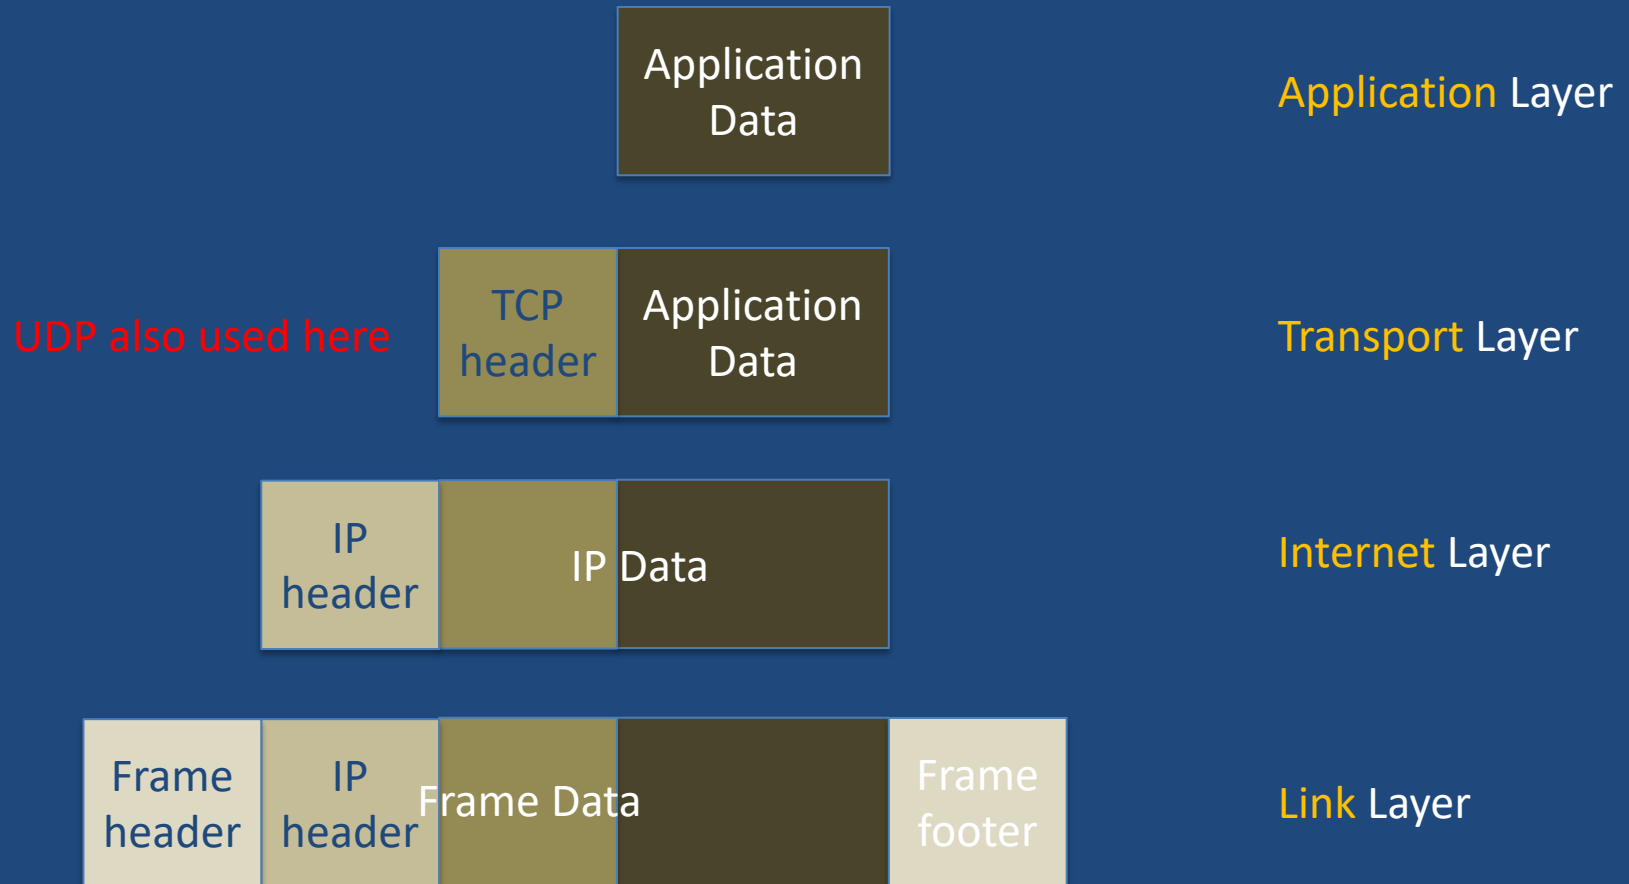 Application
Data
Application Layer
UDP also used here
TCP
header
Application
Data
Transport Layer
IP
header
IP Data
Internet Layer
Frame
header
IP
header
Frame Data
Frame
footer
Link Layer